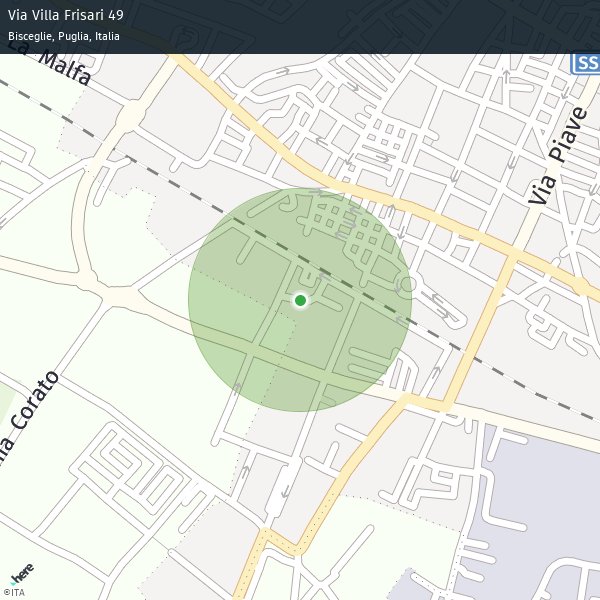 Via Villa Frisari 49
Bisceglie, Puglia, Italia
La Malfa
SS
Via Piave
Via Corato
here
©ITA